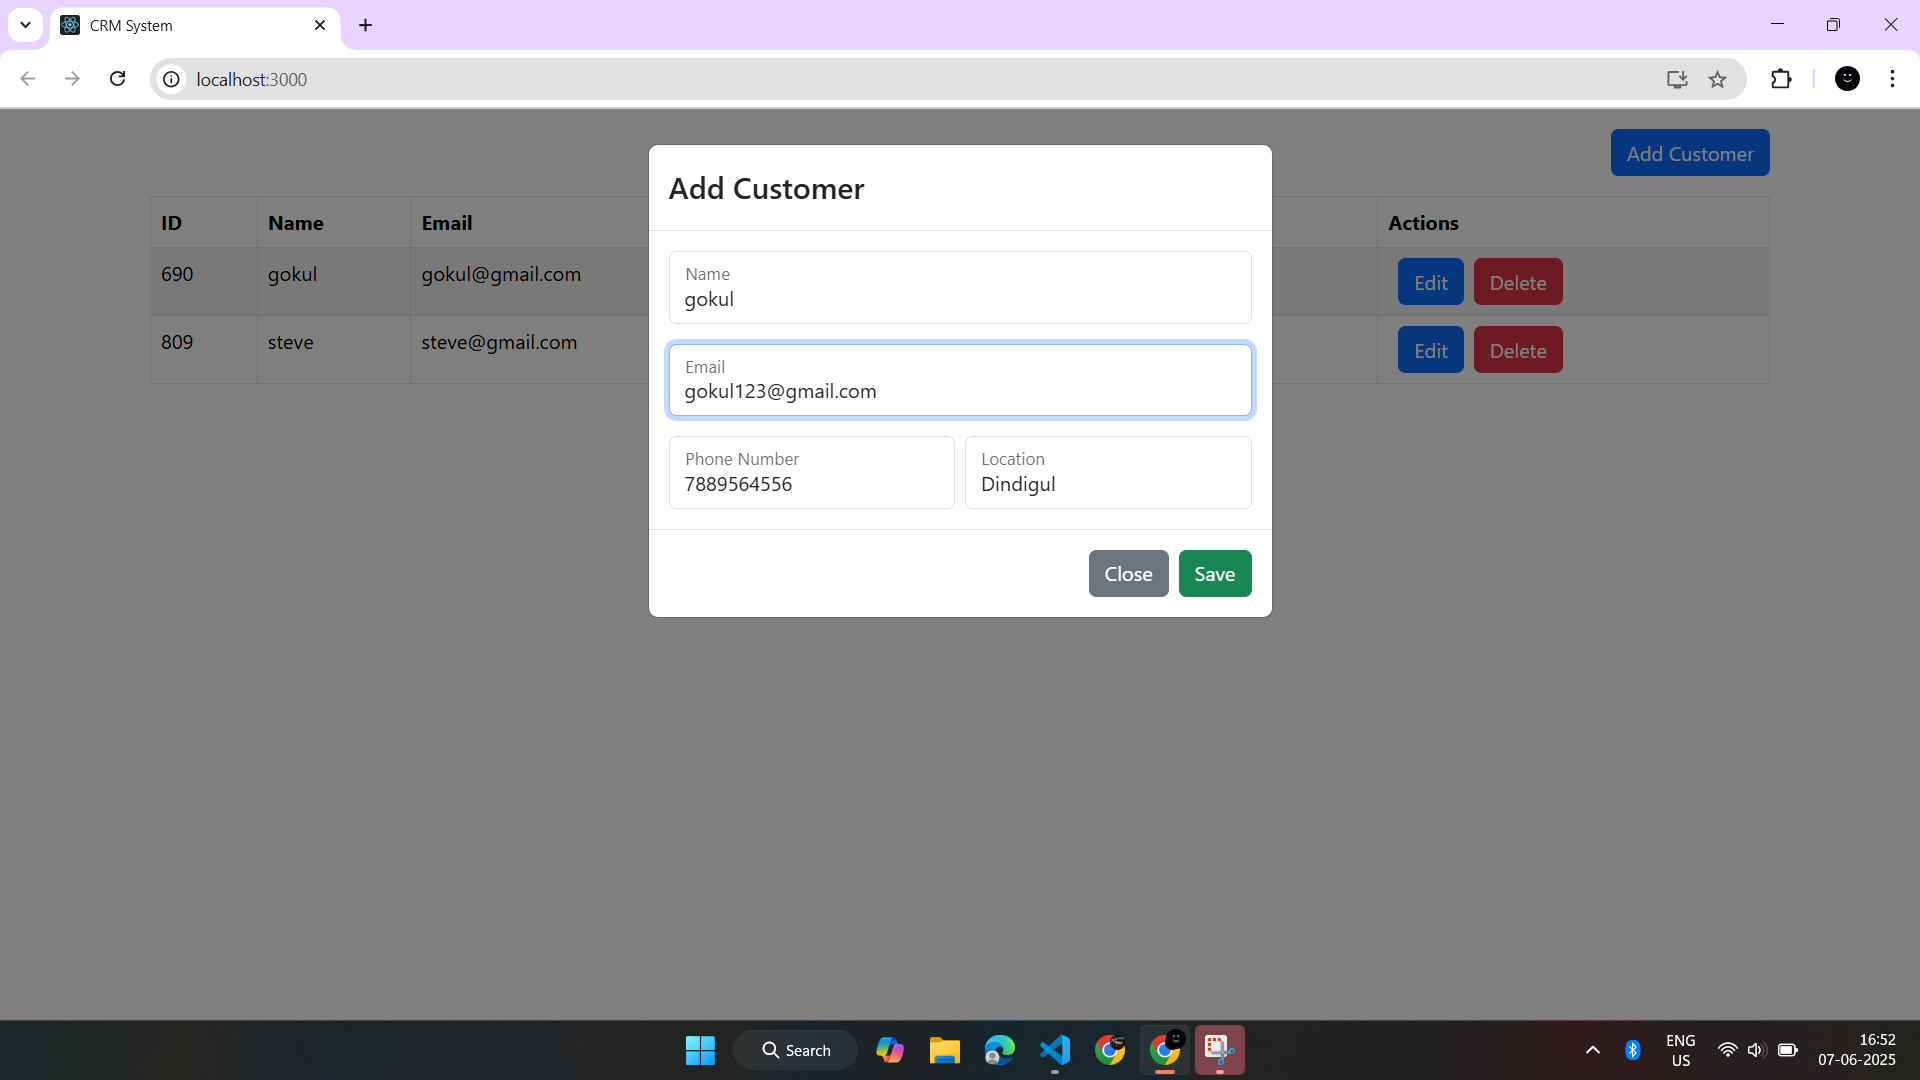 CRM System
localhost:3000
Add Customer
Add Customer
ID Name Email Actions
690 gokul gokul@gmail.com Edit Delete
809 steve steve@gmail.com Edit Delete
Name
gokul
Email
gokul123@gmail.com
Phone Number Location
7889564556 Dindigul
Close Save
Search
ENG
US
16:52
07-06-2025